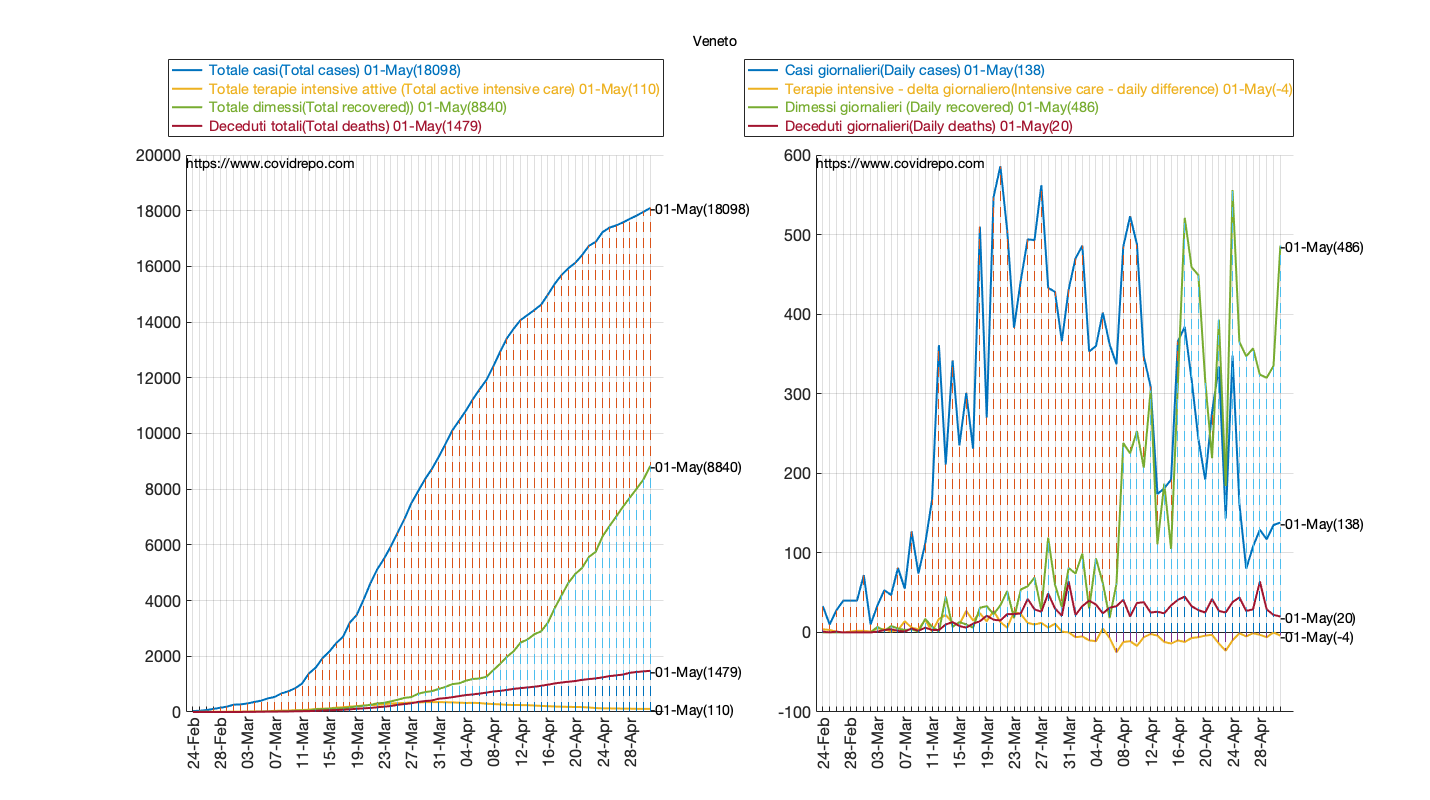 Veneto
Totale casi(Total cases) 01-May(18098)
Totale terapie intensive attive (Total active intensive care) 01-May(110)
Totale dimessi(Total recovered)) 01-May(8840)
Deceduti totali(Total deaths) 01-May(1479)
20000
18000
16000
14000
12000
10000
8000
6000
4000
2000
0
https://www.covidrepo.com
01-May(18098)
01-May(8840)
01-May(1479)
01-May(110)
24-Feb
28-Feb
03-Mar
07-Mar
11-Mar
15-Mar
19-Mar
23-Mar
27-Mar
31-Mar
04-Apr
08-Apr
12-Apr
16-Apr
20-Apr
24-Apr
28-Apr
Casi giornalieri(Daily cases) 01-May(138)
Terapie intensive - delta giornaliero(Intensive care - daily difference) 01-May(-4)
Dimessi giornalieri (Daily recovered) 01-May(486)
Deceduti giornalieri(Daily deaths) 01-May(20)
600
500
400
300
200
100
0
-100
https://www.covidrepo.com
01-May(486)
01-May(138)
01-May(20)
01-May(-4)
24-Feb
28-Feb
03-Mar
07-Mar
11-Mar
15-Mar
19-Mar
23-Mar
27-Mar
31-Mar
04-Apr
08-Apr
12-Apr
16-Apr
20-Apr
24-Apr
28-Apr